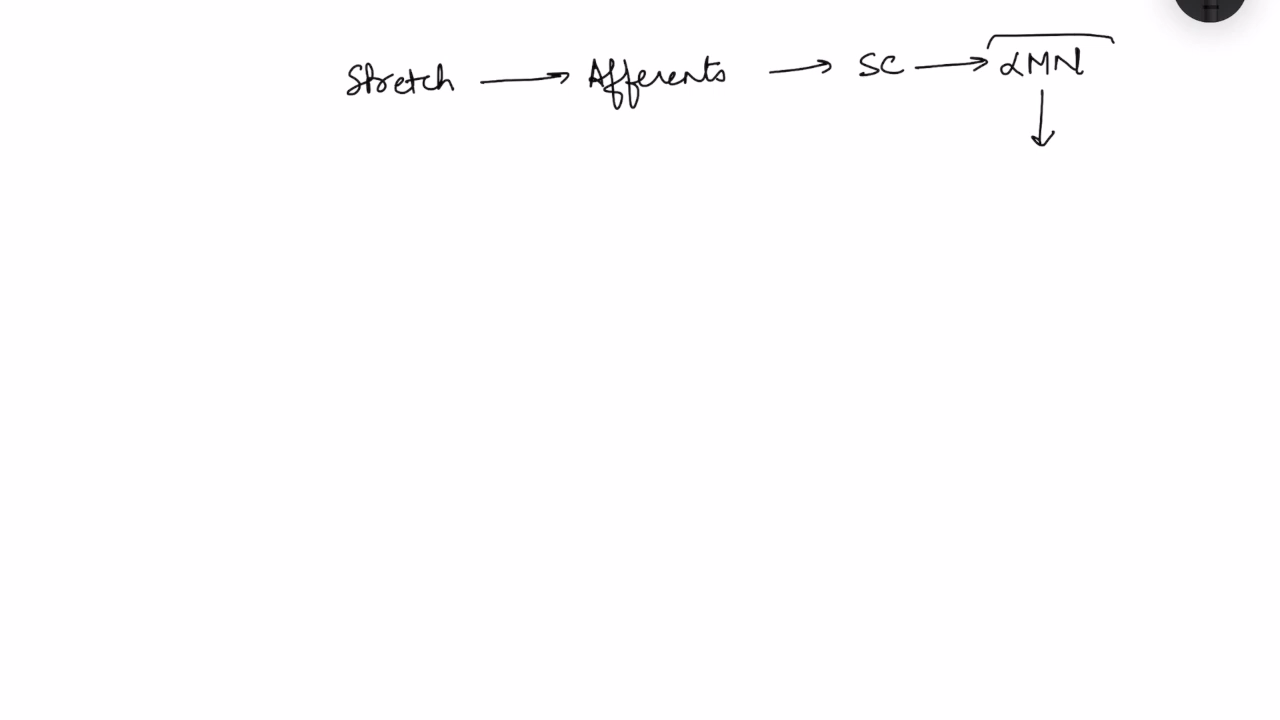 Stretch → Afferents → SC → αMN
↓